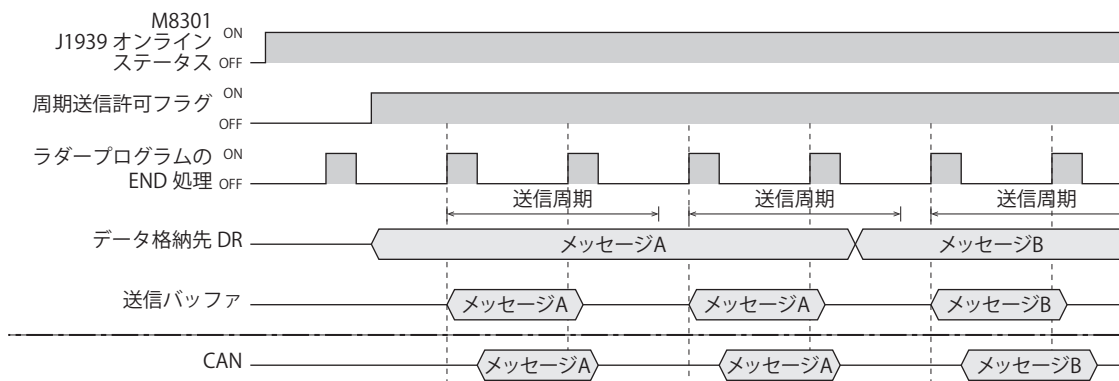 M8301
J1939 オンライン
ステータス
ON
OFF
周期送信許可フラグ
ON
OFF
ラダープログラムの
END 処理
ON
OFF
送信周期
送信周期
送信周期
データ格納先 DR
メッセージA
メッセージB
送信バッファ
メッセージA
メッセージA
メッセージB
CAN
メッセージA
メッセージA
メッセージB